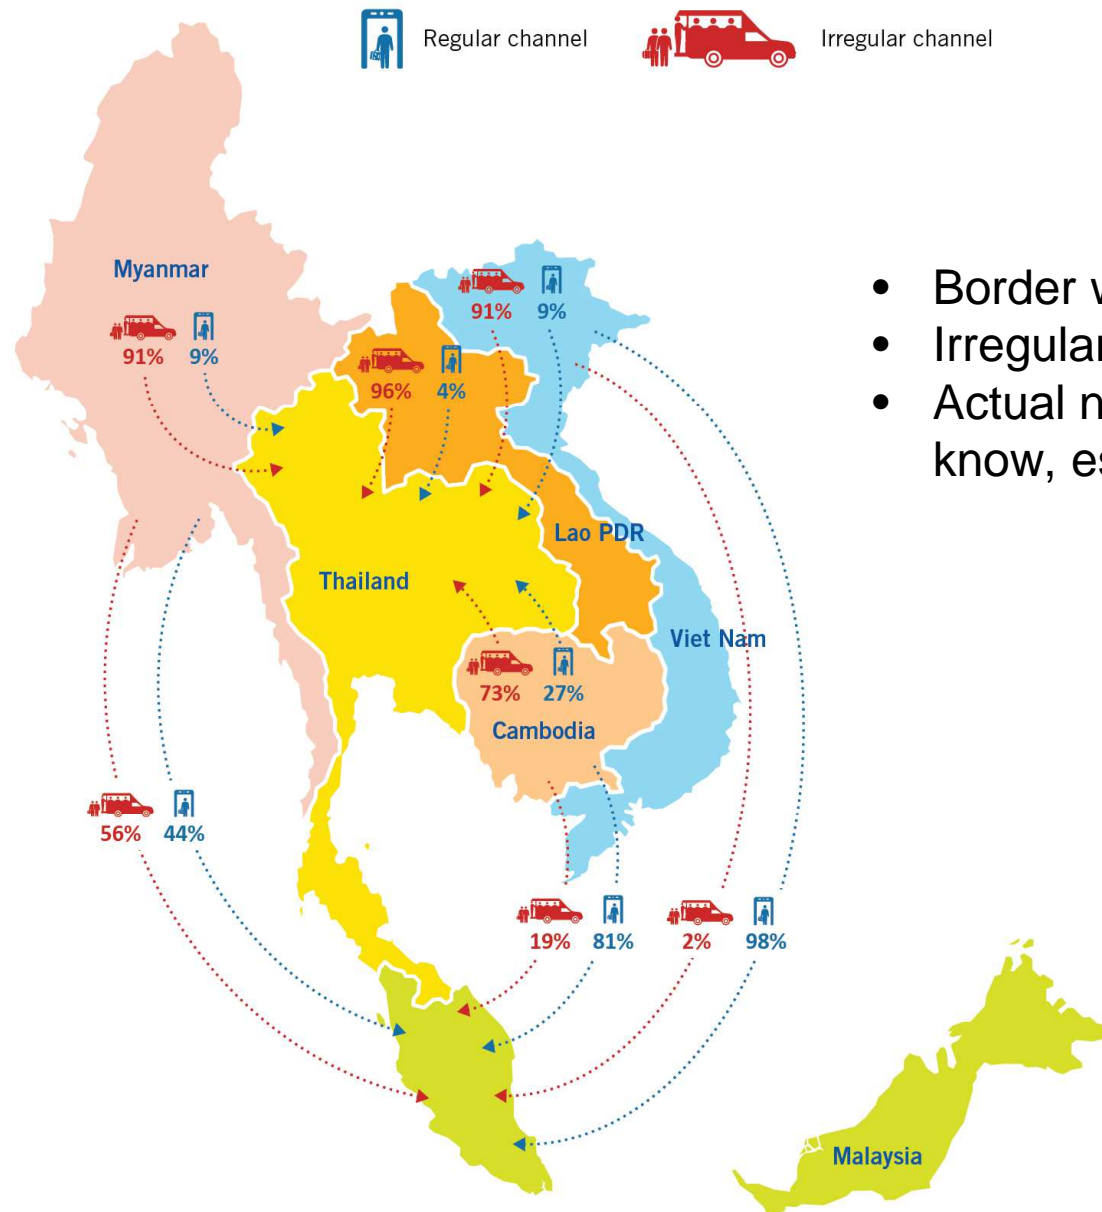 Regular channel
Irregular channel
Myanmar
91% 9%
91% 9%
96% 4%
Lao PDR
Thailand
Viet Nam
73% 27%
Cambodia
56% 44%
19% 81% 2% 98%
Malaysia
• Border
• Irregular
• Actual
know,